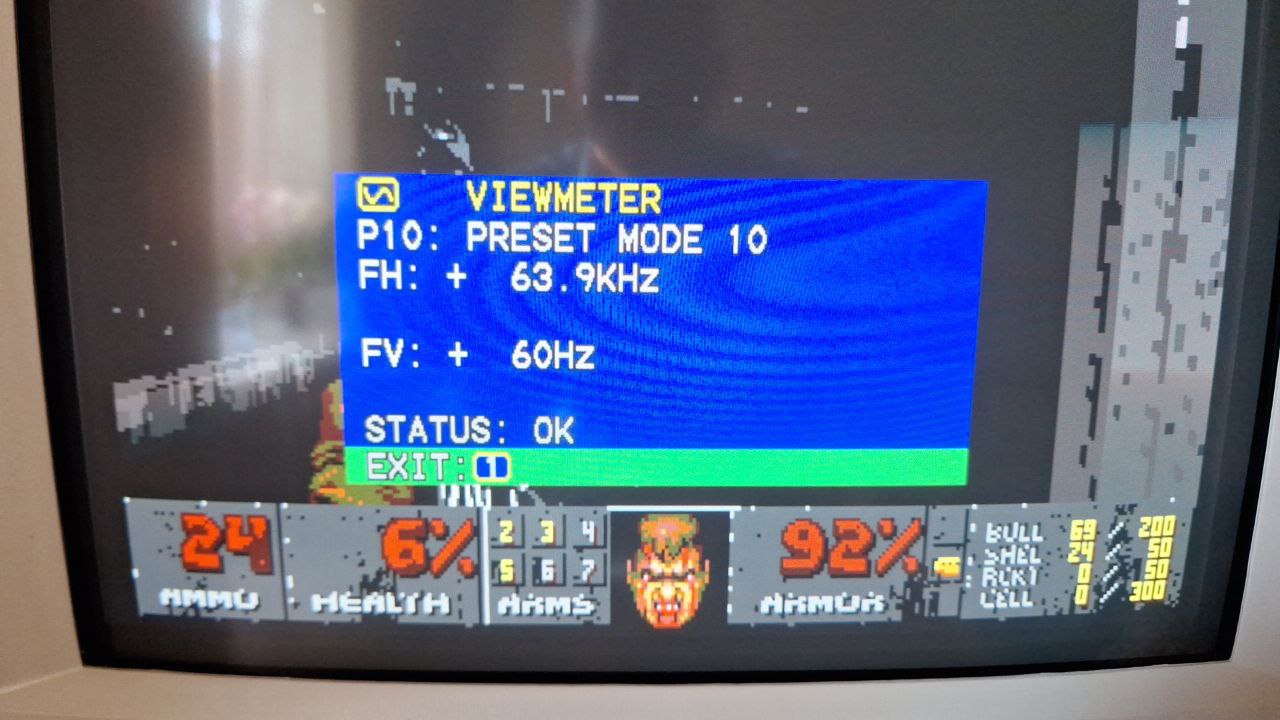 VIEWMETER
P10: PRESET MODE 10
FH: + 63.9KHz
FV: + 60Hz
STATUS: OK
EXIT: 1
24 6% 2 3 4 92% BULL 69 / 200
SHEL 24 / 50
5 6 7 RCKT 0 / 50
AMMO HEALTH ARMS ARMOR CELL 0 / 300